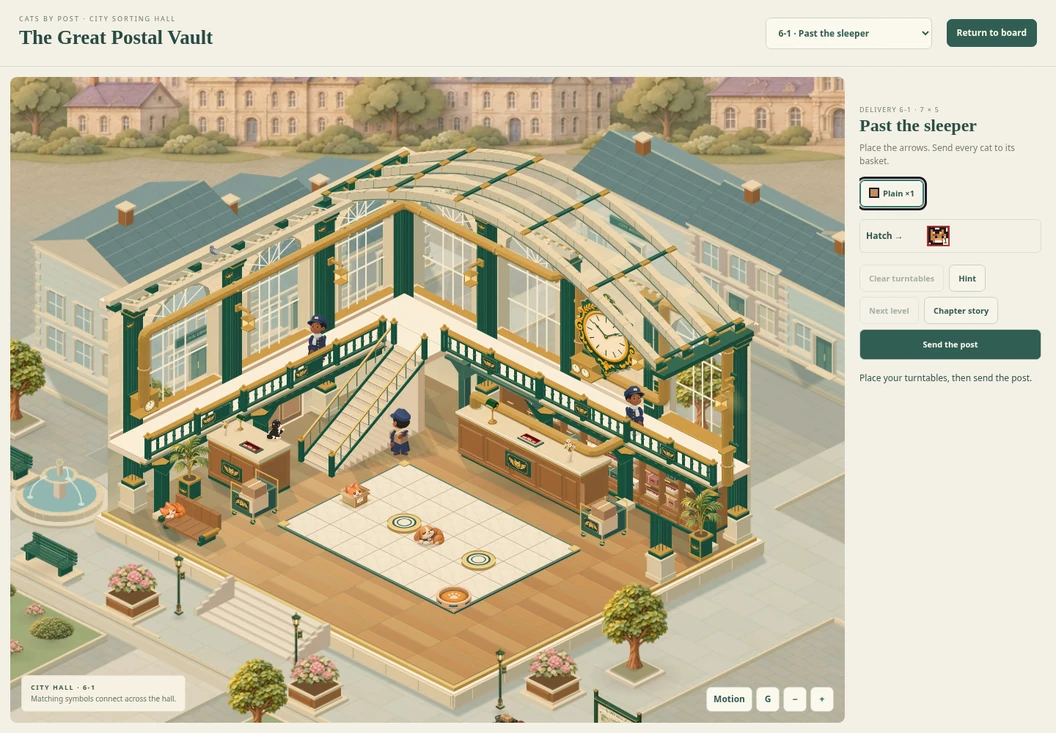 CATS BY POST · CITY SORTING HALL
The Great Postal Vault
6-1 · Past the sleeper
Return to board
DELIVERY 6-1 · 7 × 5
Past the sleeper
Place the arrows. Send every cat to its
basket.
Plain ×1
Hatch →
Clear turntables
Hint
Next level
Chapter story
Send the post
Place your turntables, then send the post.
CITY HALL · 6-1
Matching symbols connect across the hall.
Motion
G
−
+